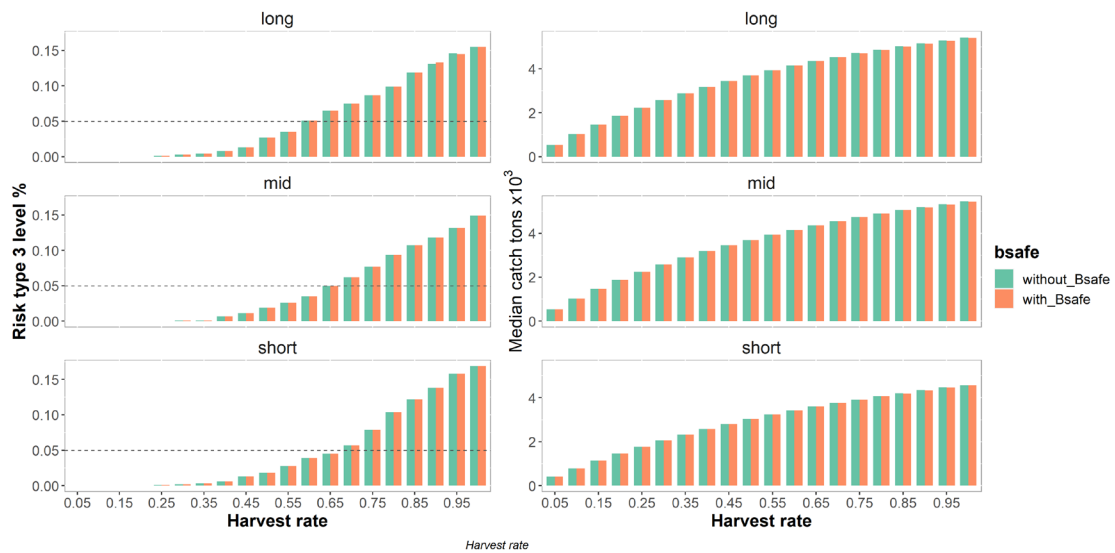 long
0.15
0.10
0.05
0.00
mid
0.15
0.10
0.05
0.00
short
0.15
0.10
0.05
0.00
0.05 0.15 0.25 0.35 0.45 0.55 0.65 0.75 0.85 0.95
Harvest rate
Risk type 3 level %
long
4
2
0
mid
4
2
0
short
4
2
0
0.05 0.15 0.25 0.35 0.45 0.55 0.65 0.75 0.85 0.95
Harvest rate
Median catch tons x10³
bsafe
without_Bsafe
with_Bsafe
Harvest rate